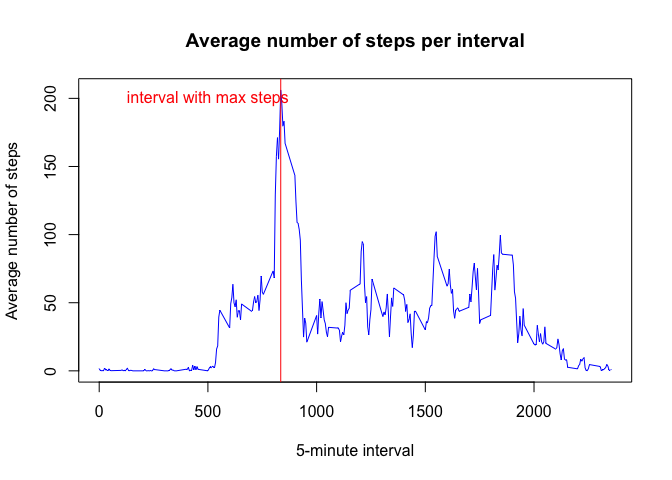 Average number of steps per interval
interval with max steps
Average number of steps
0
50
100
150
200
0
500
1000
1500
2000
5-minute interval